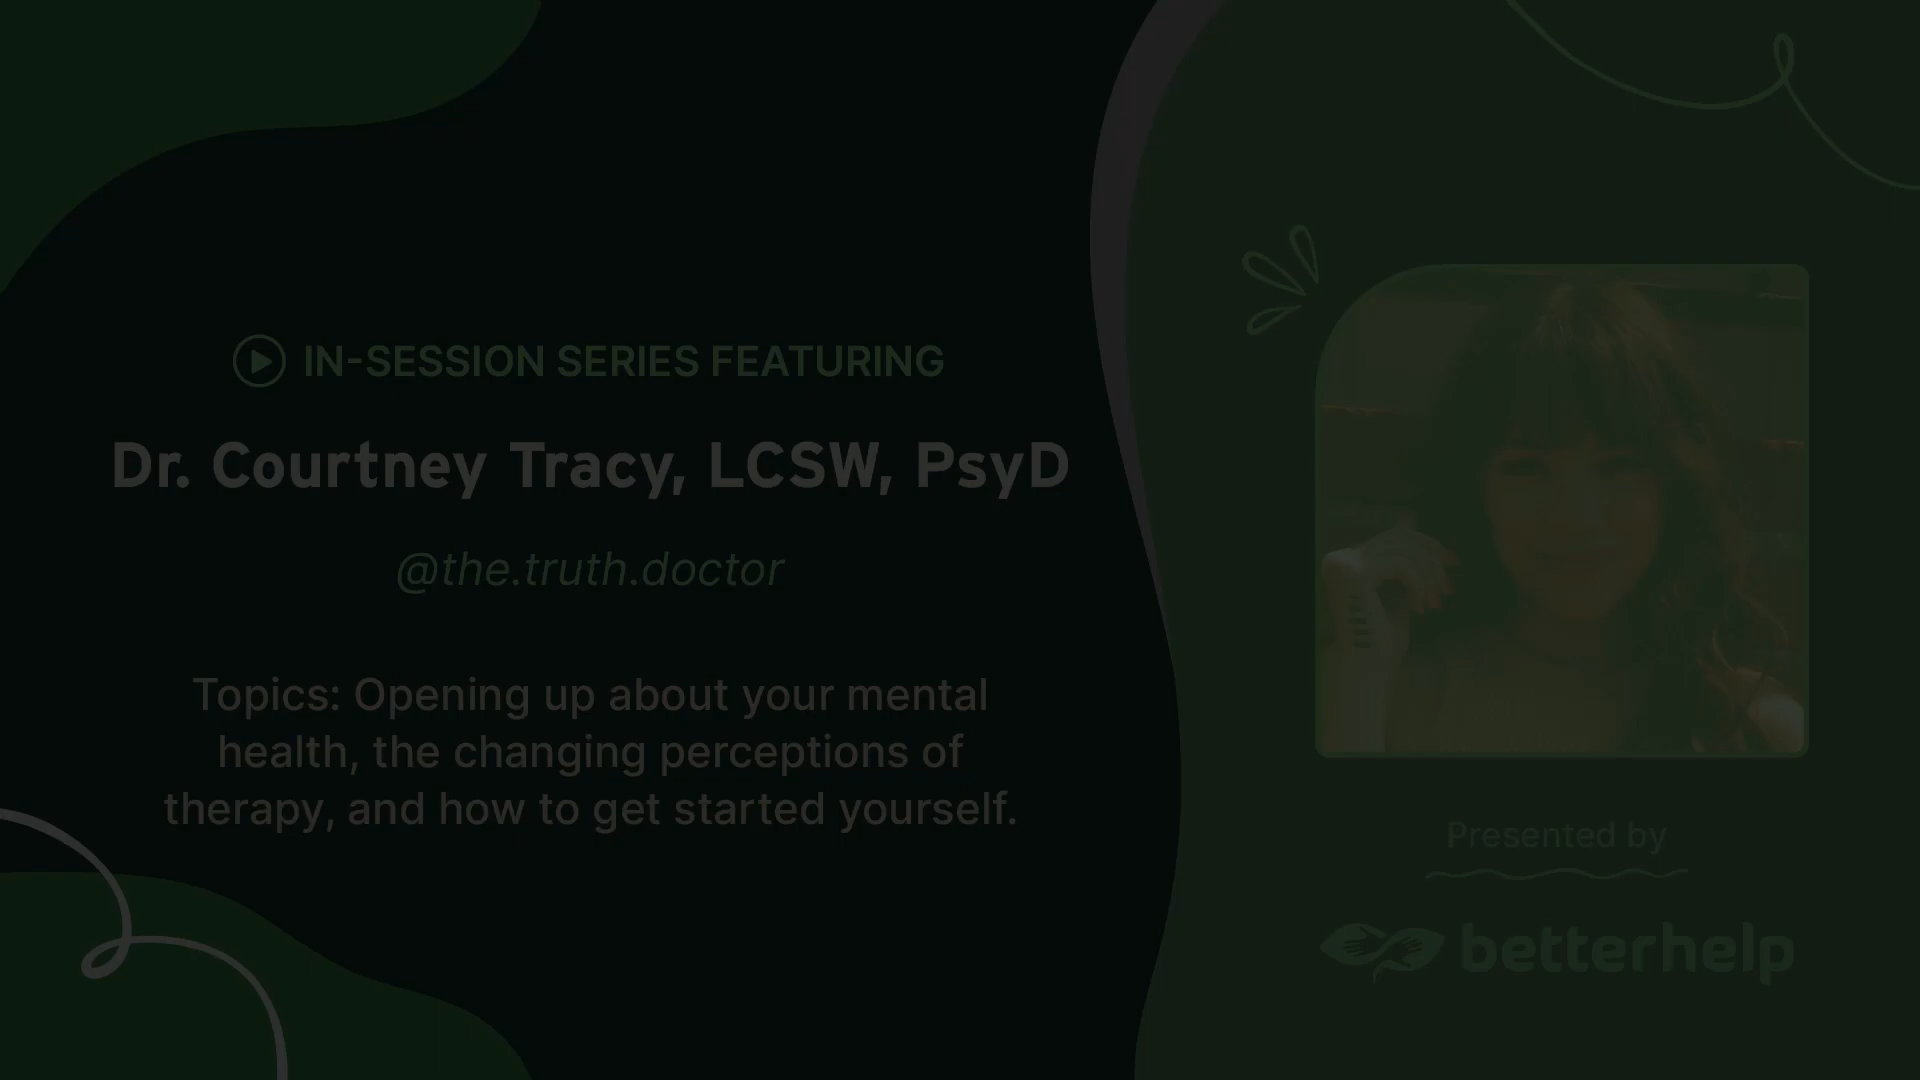 IN-SESSION SERIES FEATURING
Dr. Courtney Tracy, LCSW, PsyD
@the.truth.doctor
Topics: Opening up about your mental
health, the changing perceptions of
therapy, and how to get started yourself.
Presented by
betterhelp